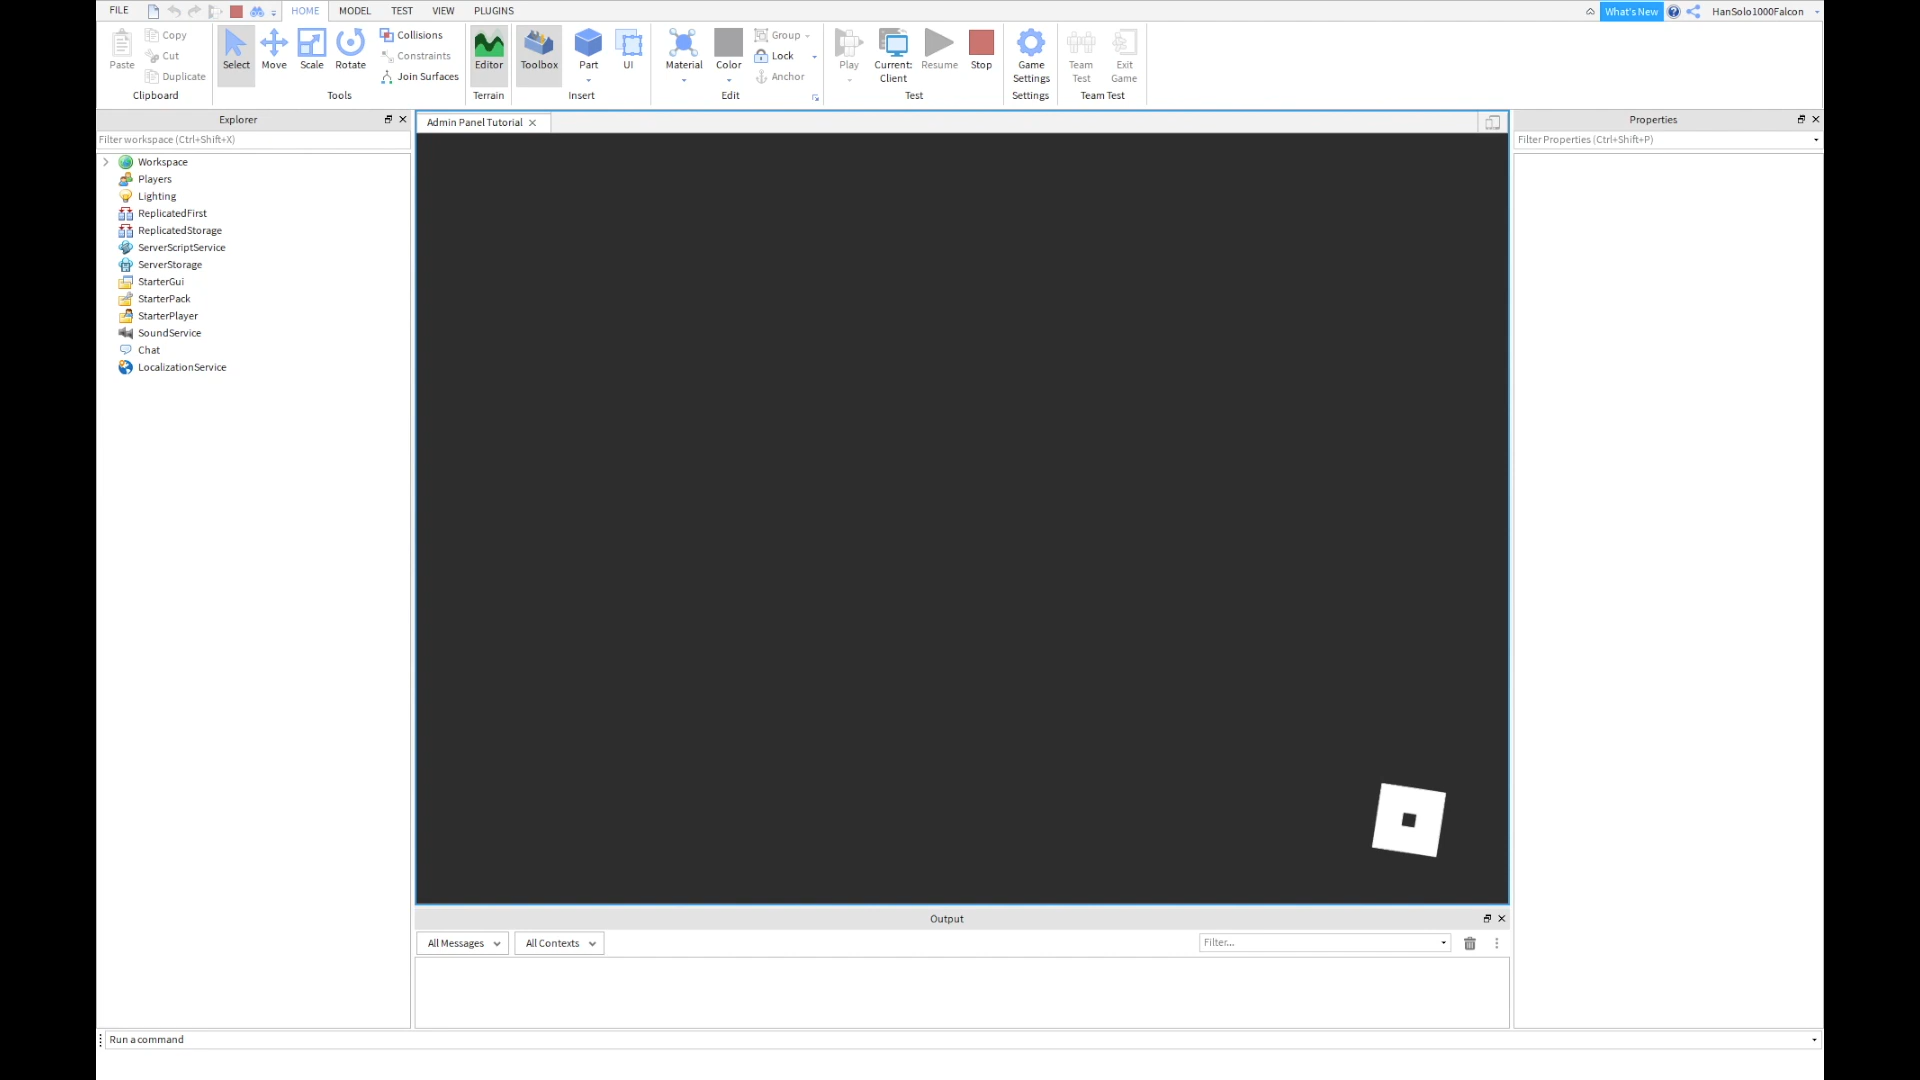 FILE HOME MODEL TEST VIEW PLUGINS What's New HanSolo1000Falcon
Paste Copy Cut Duplicate Clipboard
Select Move Scale Rotate Collisions Constraints Join Surfaces Tools
Editor Terrain
Toolbox Part UI Insert
Material Color Group Lock Anchor Edit
Play Current: Client Resume Stop Test
Game Settings Settings
Team Test Exit Game Team Test
Explorer
Filter workspace (Ctrl+Shift+X)
Workspace
Players
Lighting
ReplicatedFirst
ReplicatedStorage
ServerScriptService
ServerStorage
StarterGui
StarterPack
StarterPlayer
SoundService
Chat
LocalizationService
Admin Panel Tutorial
Properties
Filter Properties (Ctrl+Shift+P)
Output
All Messages All Contexts Filter...
Run a command